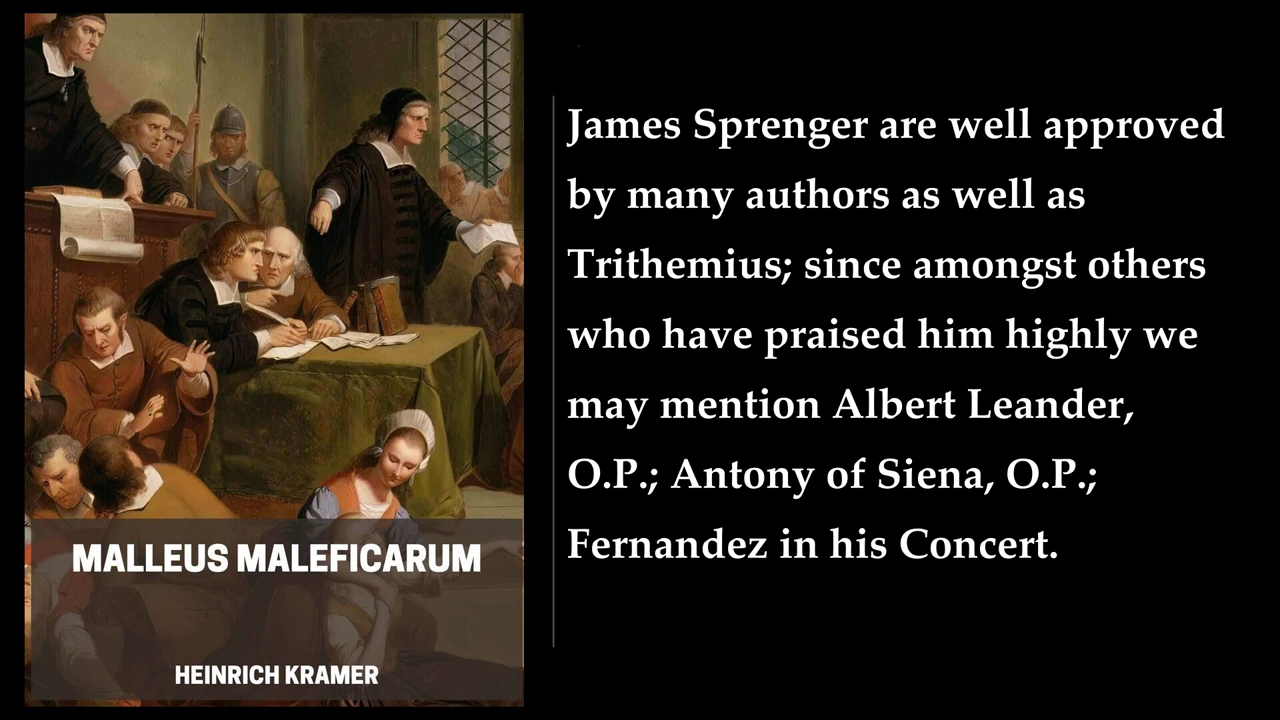 MALLEUS MALEFICARUM
HEINRICH KRAMER
James Sprenger are well approved
by many authors as well as
Trithemius; since amongst others
who have praised him highly we
may mention Albert Leander,
O.P.; Antony of Siena, O.P.;
Fernandez in his Concert.